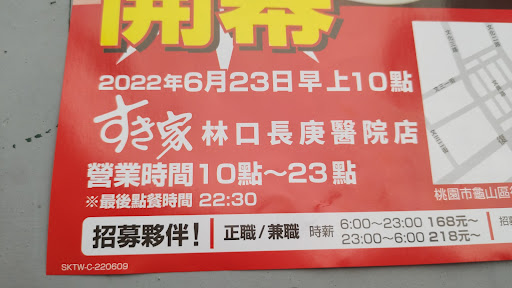 開幕
2022年6月23日早上10點
すき家 林口長庚醫院店
營業時間10點～23點
※最後點餐時間 22:30
桃園市龜山區
招募夥伴！ 正職/兼職 時薪 6:00～23:00 168元～
23:00～6:00 218元～
SKTW-C-220609